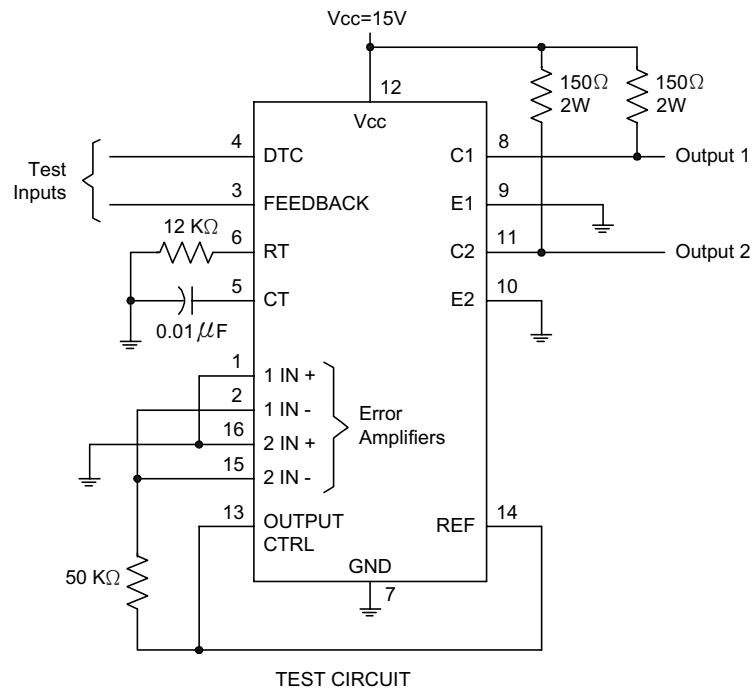 Vcc=15V
12
Vcc
150Ω
2W
150Ω
2W
Test
Inputs
4
DTC
3
FEEDBACK
12 KΩ
6
RT
5
CT
0.01μF
C1
8
Output 1
E1
9
C2
11
Output 2
E2
10
1
1 IN +
2
1 IN -
16
2 IN +
15
2 IN -
Error
Amplifiers
13
OUTPUT
CTRL
REF
14
GND
7
50 KΩ
TEST CIRCUIT